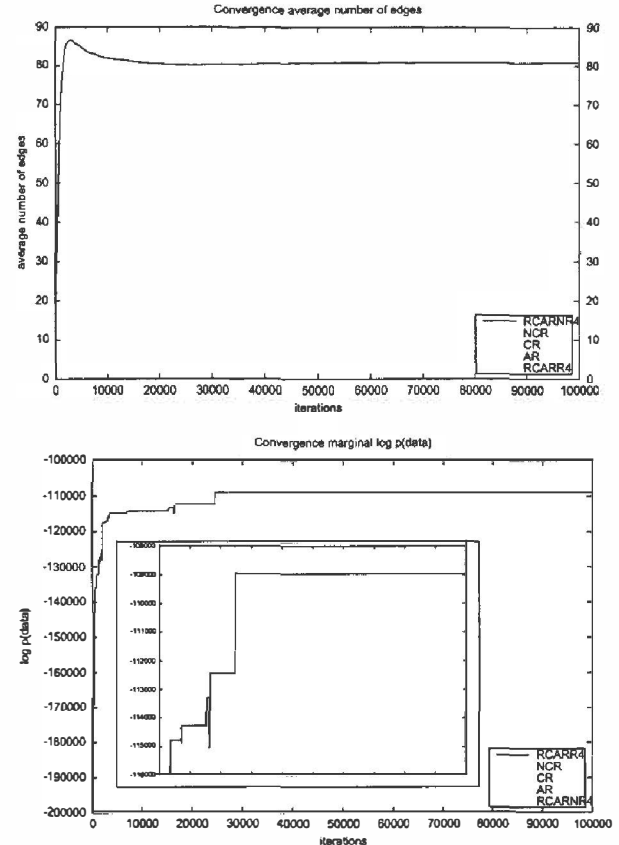 Convergence average number of edges
90 90
80 80
70 70
60 60
50 50
40 40
30 30
20 20
10 10
0 0
average number of edges
RCARNR4
NCR
CR
AR
RCARR4
0 10000 20000 30000 40000 50000 60000 70000 80000 90000 100000
iterations
Convergence marginal log p(data)
-100000
-110000
-120000
-130000
-140000
-150000
-160000
-170000
-180000
-190000
-200000
log p(data)
-109000
-110000
-111000
-112000
-113000
-114000
-115000
RCARR4
NCR
CR
AR
RCARNR4
0 10000 20000 30000 40000 50000 60000 70000 80000 90000 100000
iterations